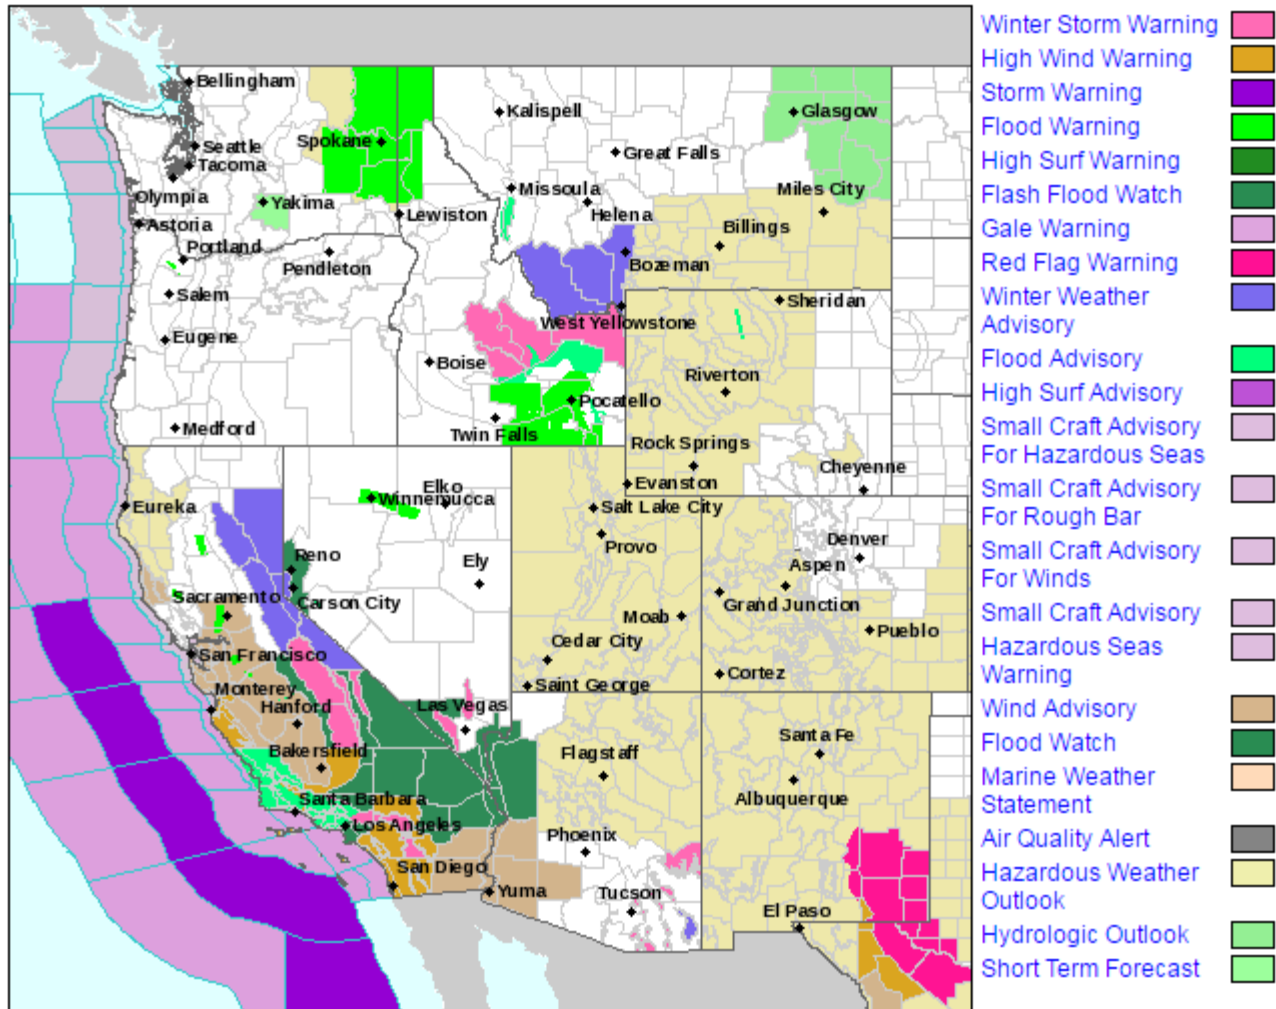 Bellingham
Kalispell
Glasgow
Seattle
Spokane
Great Falls
Tacoma
Olympia
Yakima
Missoula
Miles City
Astoria
Lewiston
Helena
Billings
Portland
Pendleton
Bozeman
Salem
Sheridan
West Yellowstone
Eugene
Boise
Riverton
Pocatello
Medford
Twin Falls
Rock Springs
Cheyenne
Evanston
Elko
Winnemucca
Eureka
Salt Lake City
Provo
Denver
Reno
Ely
Aspen
Sacramento
Carson City
Grand Junction
Moab
Pueblo
Cedar City
San Francisco
Cortez
Saint George
Monterey
Hanford
Las Vegas
Santa Fe
Bakersfield
Flagstaff
Albuquerque
Santa Barbara
Los Angeles
Phoenix
San Diego
Yuma
Tucson
El Paso
Winter Storm Warning
High Wind Warning
Storm Warning
Flood Warning
High Surf Warning
Flash Flood Watch
Gale Warning
Red Flag Warning
Winter Weather
Advisory
Flood Advisory
High Surf Advisory
Small Craft Advisory
For Hazardous Seas
Small Craft Advisory
For Rough Bar
Small Craft Advisory
For Winds
Small Craft Advisory
Hazardous Seas
Warning
Wind Advisory
Flood Watch
Marine Weather
Statement
Air Quality Alert
Hazardous Weather
Outlook
Hydrologic Outlook
Short Term Forecast